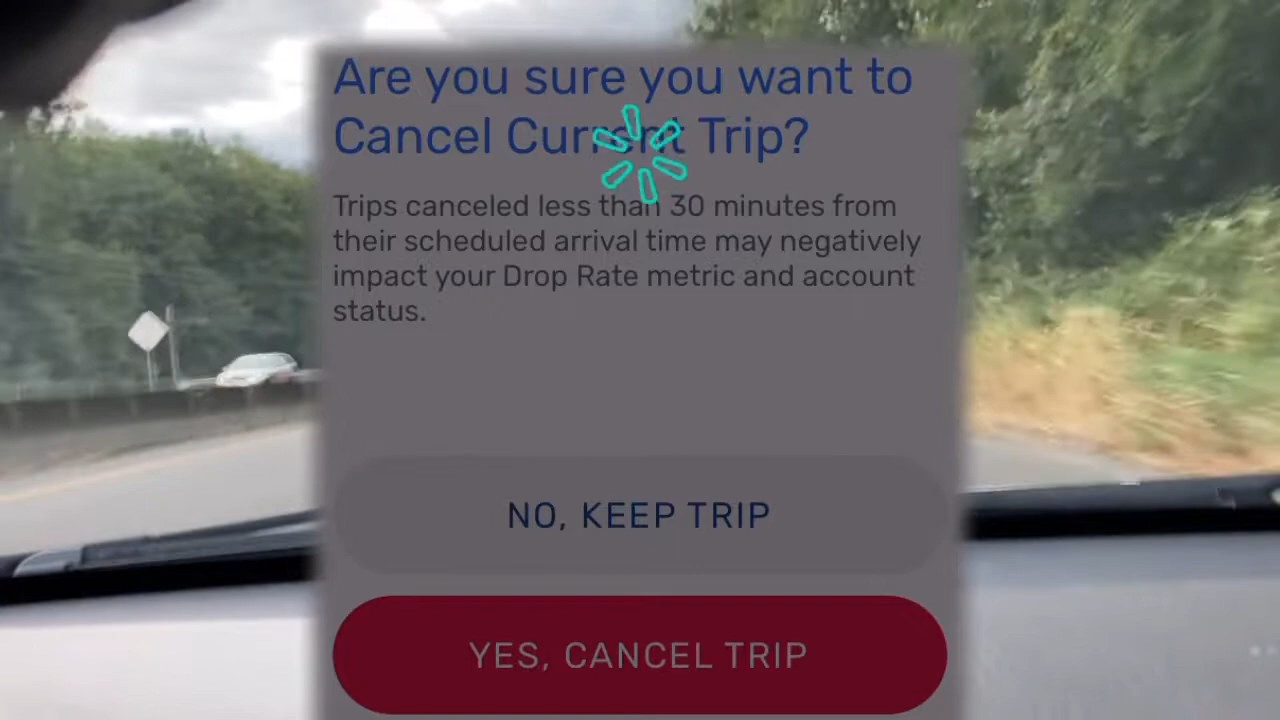 Are you sure you want to
Cancel Current Trip?
Trips canceled less than 30 minutes from
their scheduled arrival time may negatively
impact your Drop Rate metric and account
status.
NO, KEEP TRIP
YES, CANCEL TRIP